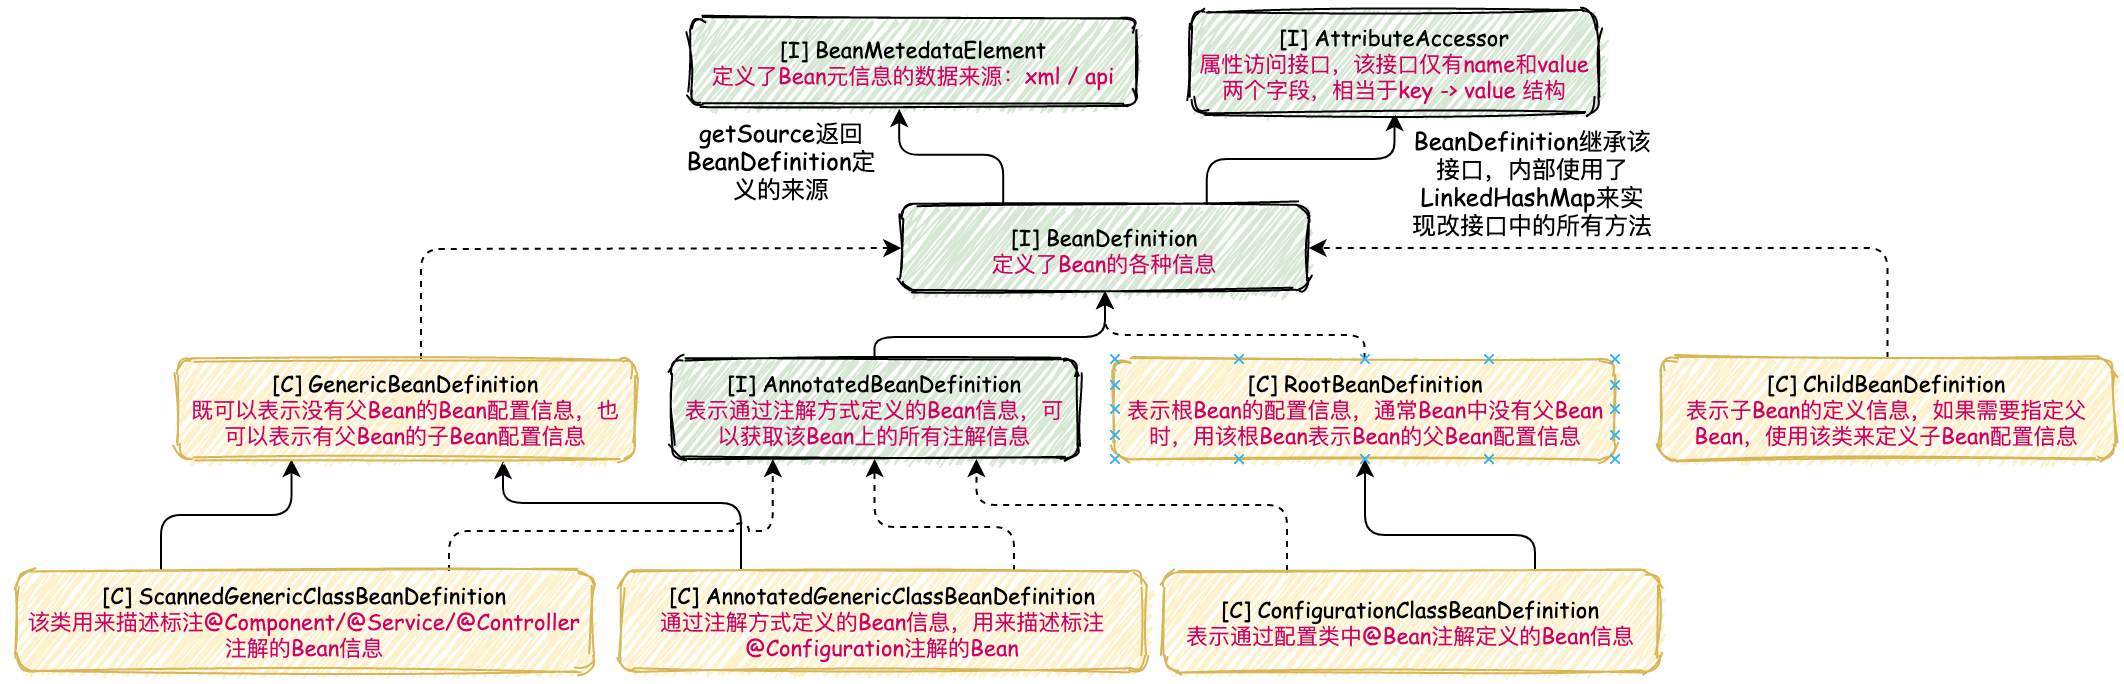 [I] BeanMetedataElement
定义了Bean元信息的数据来源：xml / api
[I] AttributeAccessor
属性访问接口，该接口仅有name和value
两个字段，相当于key -> value 结构
getSource返回
BeanDefinition定
义的来源
BeanDefinition继承该
接口，内部使用了
LinkedHashMap来实
现改接口中的所有方法
[I] BeanDefinition
定义了Bean的各种信息
[C] GenericBeanDefinition
既可以表示没有父Bean的Bean配置信息，也
可以表示有父Bean的子Bean配置信息
[I] AnnotatedBeanDefinition
表示通过注解方式定义的Bean信息，可
以获取该Bean上的所有注解信息
[C] RootBeanDefinition
表示根Bean的配置信息，通常Bean中没有父Bean
时，用该根Bean表示Bean的父Bean配置信息
[C] ChildBeanDefinition
表示子Bean的定义信息，如果需要指定父
Bean，使用该类来定义子Bean配置信息
[C] ScannedGenericClassBeanDefinition
该类用来描述标注@Component/@Service/@Controller
注解的Bean信息
[C] AnnotatedGenericClassBeanDefinition
通过注解方式定义的Bean信息，用来描述标注
@Configuration注解的Bean
[C] ConfigurationClassBeanDefinition
表示通过配置类中@Bean注解定义的Bean信息